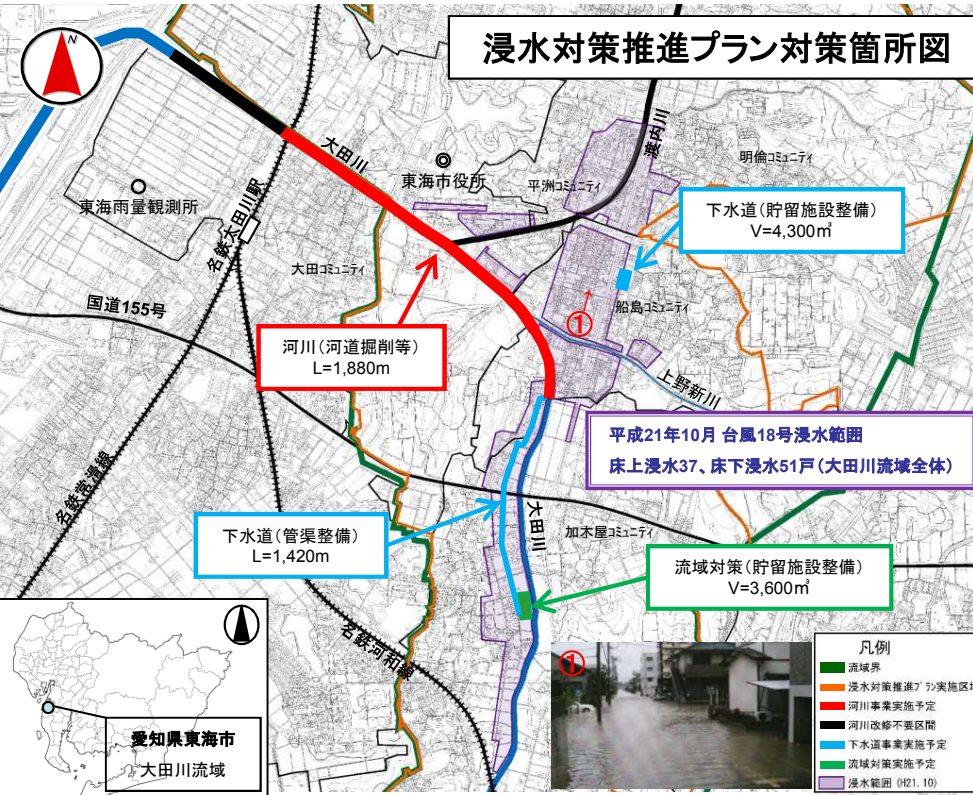 浸水対策推進プラン対策箇所図
N
大田川
渡内川
東海市役所
平洲コミュニティ
明倫コミュニティ
東海雨量観測所
名鉄太田川駅
下水道(貯留施設整備)
V=4,300㎥
大田コミュニティ
国道155号
船島コミュニティ
①
河川(河道掘削等)
L=1,880m
上野新川
平成21年10月 台風18号浸水範囲
床上浸水37、床下浸水51戸(大田川流域全体)
名鉄常滑線
下水道(管渠整備)
L=1,420m
大田川
加木屋コミュニティ
流域対策(貯留施設整備)
V=3,600㎥
名鉄河和線
①
愛知県東海市
大田川流域
凡例
流域界
浸水対策推進プラン実施区域
河川事業実施予定
河川改修不要区間
下水道事業実施予定
流域対策実施予定
浸水範囲 (H21.10)